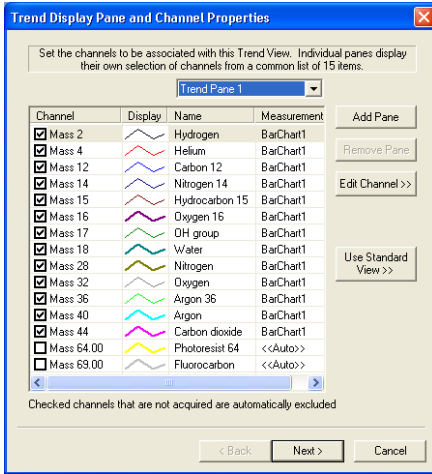 Trend Display Pane and Channel Properties
Set the channels to be associated with this Trend View. Individual panes display
their own selection of channels from a common list of 15 items.
Trend Pane 1
Channel Display Name Measurement
Mass 2 Hydrogen BarChart1
Mass 4 Helium BarChart1
Mass 12 Carbon 12 BarChart1
Mass 14 Nitrogen 14 BarChart1
Mass 15 Hydrocarbon 15 BarChart1
Mass 16 Oxygen 16 BarChart1
Mass 17 OH group BarChart1
Mass 18 Water BarChart1
Mass 28 Nitrogen BarChart1
Mass 32 Oxygen BarChart1
Mass 36 Argon 36 BarChart1
Mass 40 Argon BarChart1
Mass 44 Carbon dioxide BarChart1
Mass 64.00 Photoresist 64 <<Auto>>
Mass 69.00 Fluorocarbon <<Auto>>
Add Pane
Remove Pane
Edit Channel >>
Use Standard
View >>
Checked channels that are not acquired are automatically excluded
< Back Next > Cancel